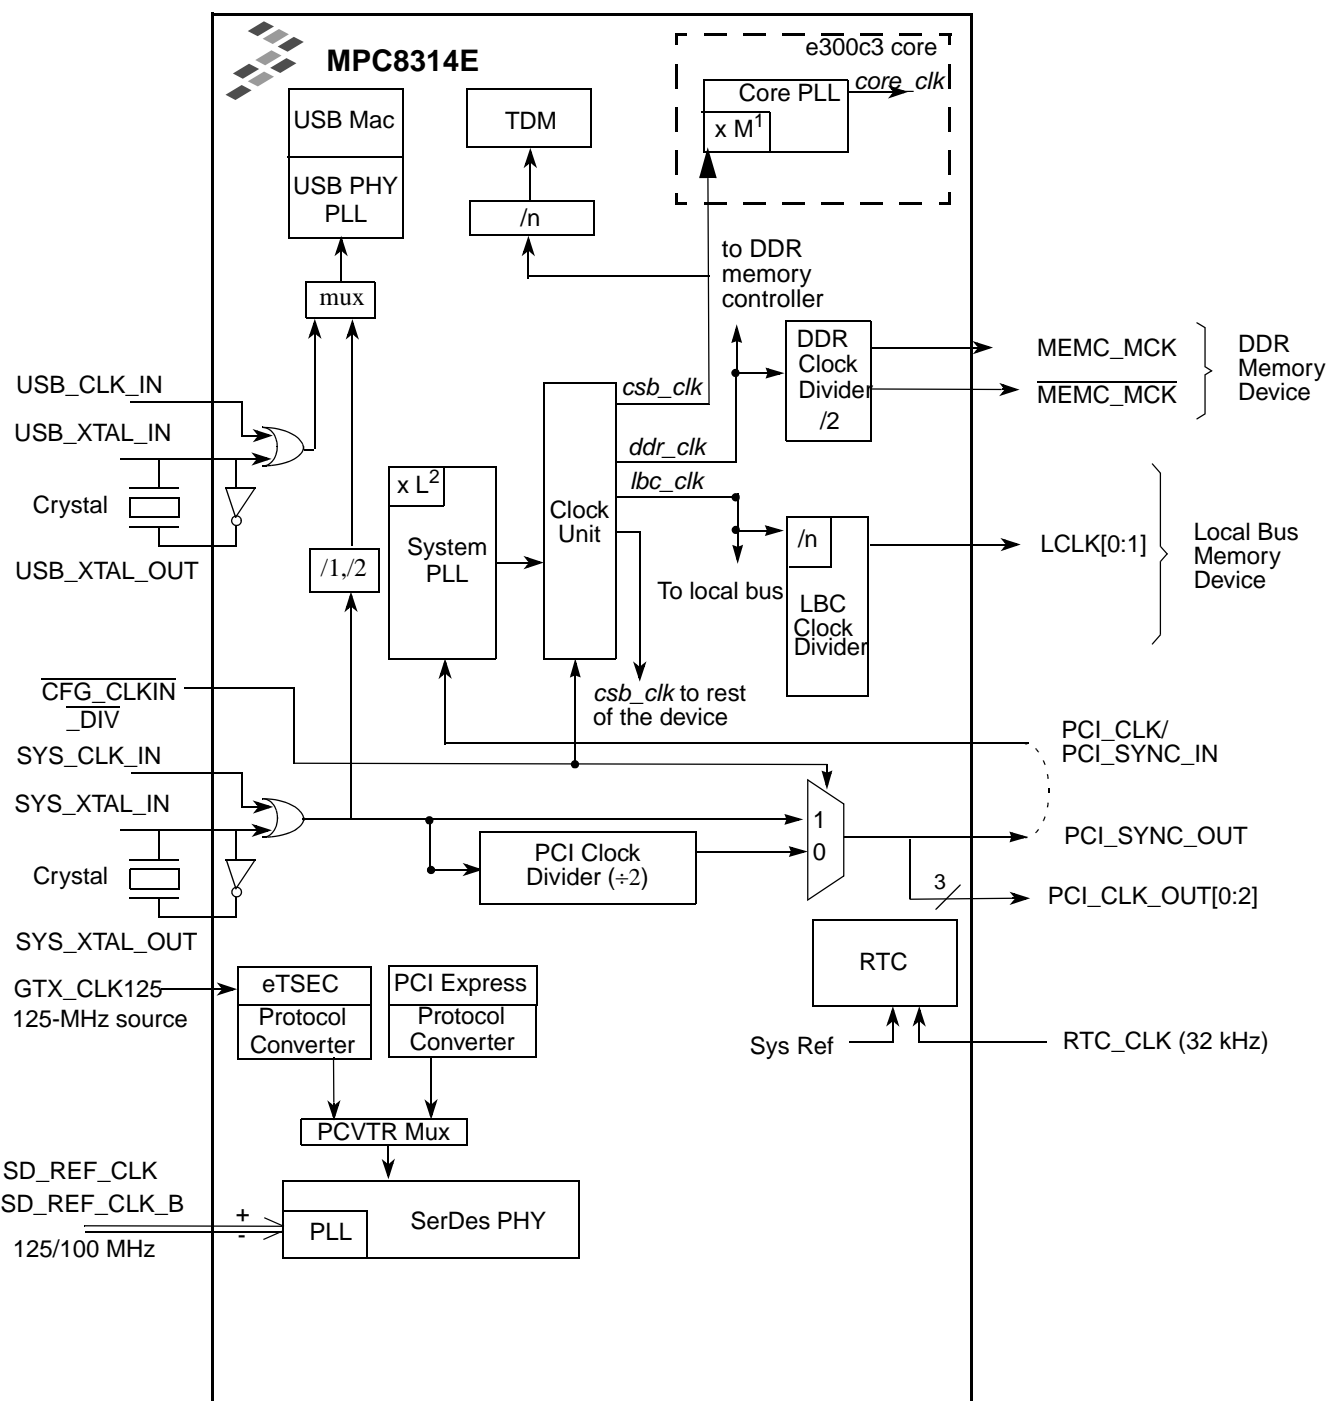 MPC8314E
e300c3 core
core_clk
Core PLL
x M1
USB Mac
USB PHY
PLL
TDM
/n
mux
to DDR
memory
controller
DDR
Clock
Divider
/2
MEMC_MCK
MEMC_MCK
DDR
Memory
Device
USB_CLK_IN
USB_XTAL_IN
Crystal
USB_XTAL_OUT
csb_clk
ddr_clk
lbc_clk
x L2
System
PLL
Clock
Unit
/1,/2
/n
LBC
Clock
Divider
To local bus
LCLK[0:1]
Local Bus
Memory
Device
csb_clk to rest
of the device
CFG_CLKIN
_DIV
SYS_CLK_IN
SYS_XTAL_IN
Crystal
SYS_XTAL_OUT
PCI_CLK/
PCI_SYNC_IN
1
0
PCI Clock
Divider (÷2)
PCI_SYNC_OUT
3
PCI_CLK_OUT[0:2]
RTC
Sys Ref
RTC_CLK (32 kHz)
GTX_CLK125
125-MHz source
eTSEC
Protocol
Converter
PCI Express
Protocol
Converter
PCVTR Mux
SD_REF_CLK
SD_REF_CLK_B
+
-
125/100 MHz
PLL
SerDes PHY